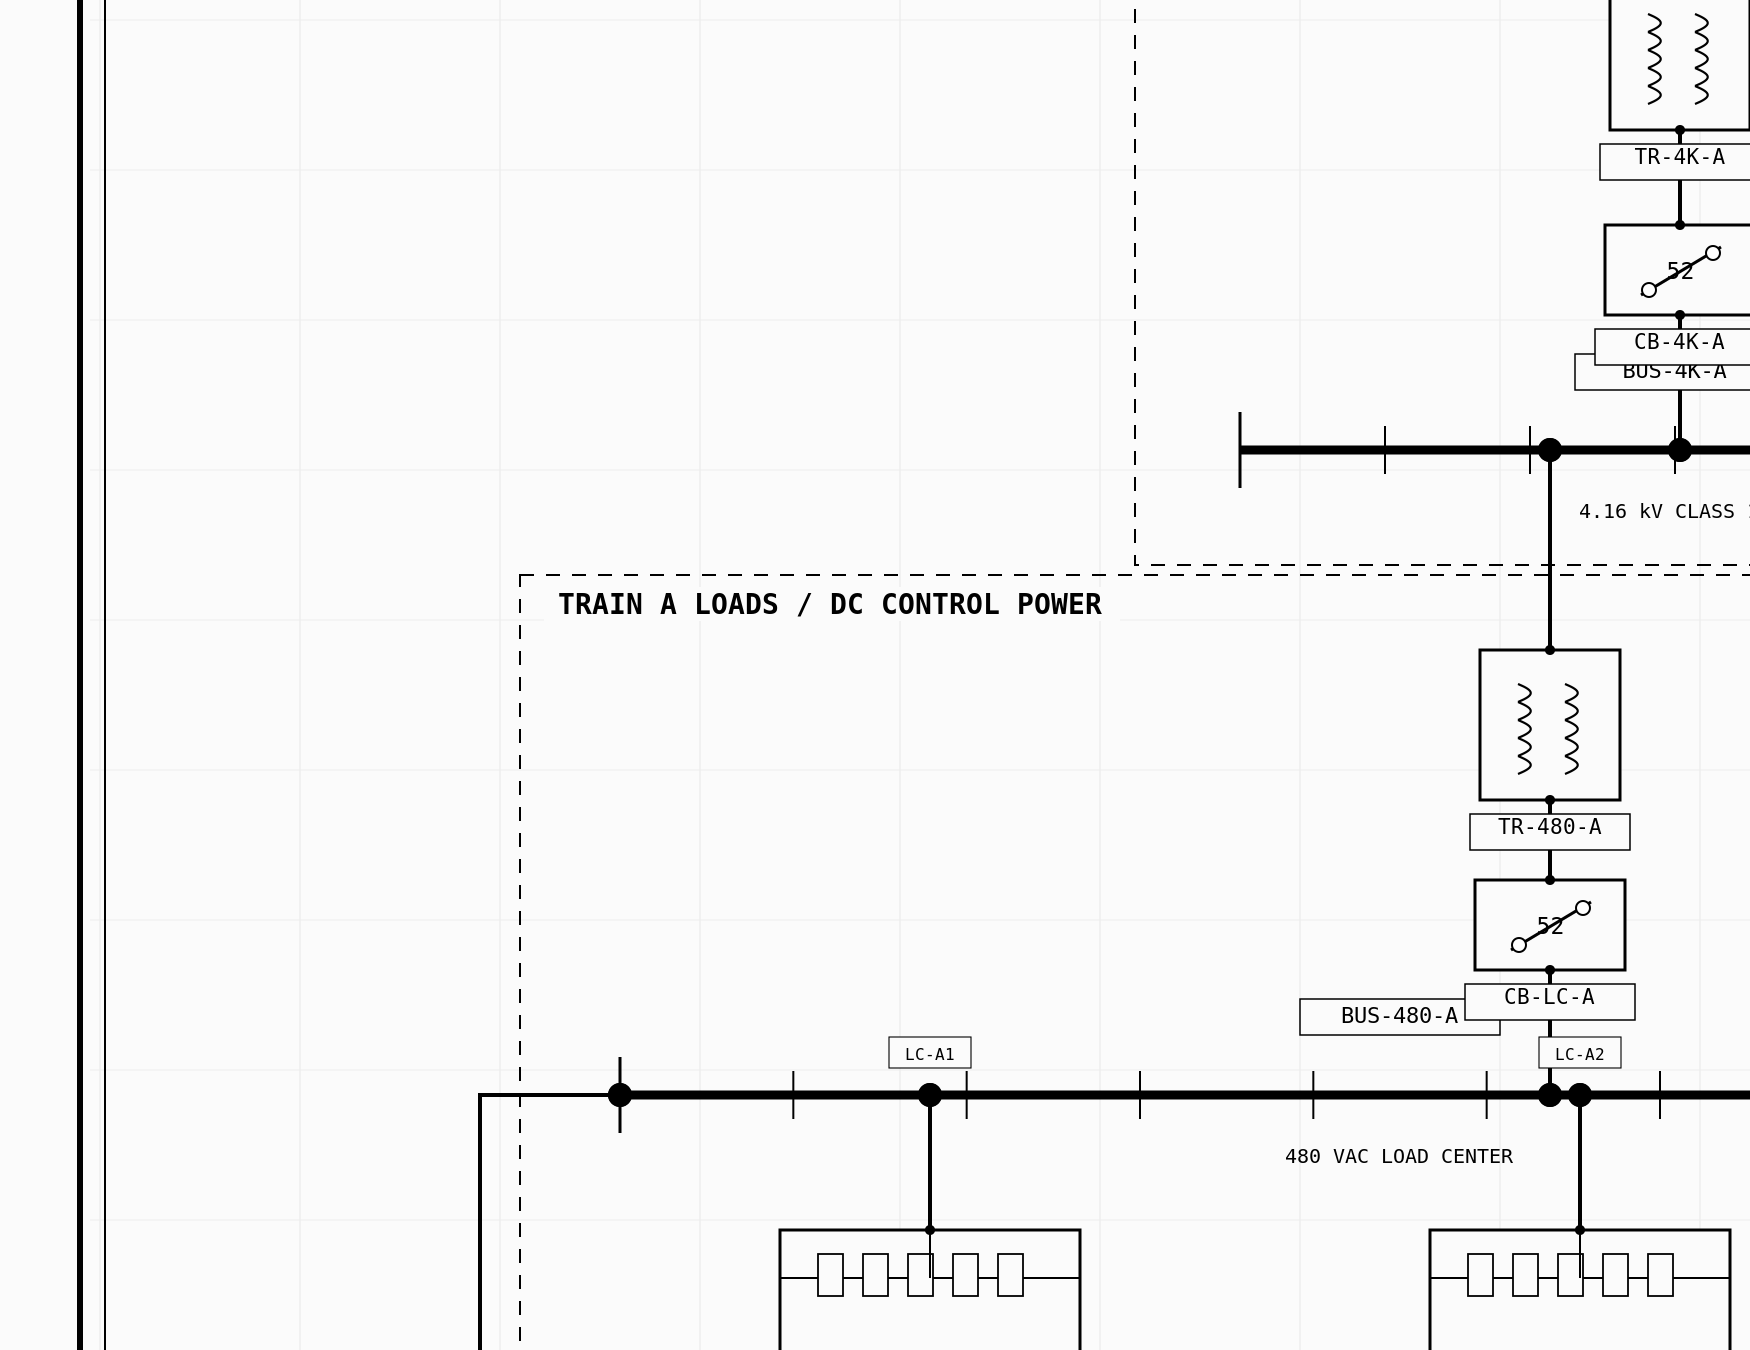 TR-4K-A
52
CB-4K-A
BUS-4K-A
4.16 kV CLASS
TRAIN A LOADS / DC CONTROL POWER
TR-480-A
52
CB-LC-A
BUS-480-A
LC-A1
LC-A2
480 VAC LOAD CENTER